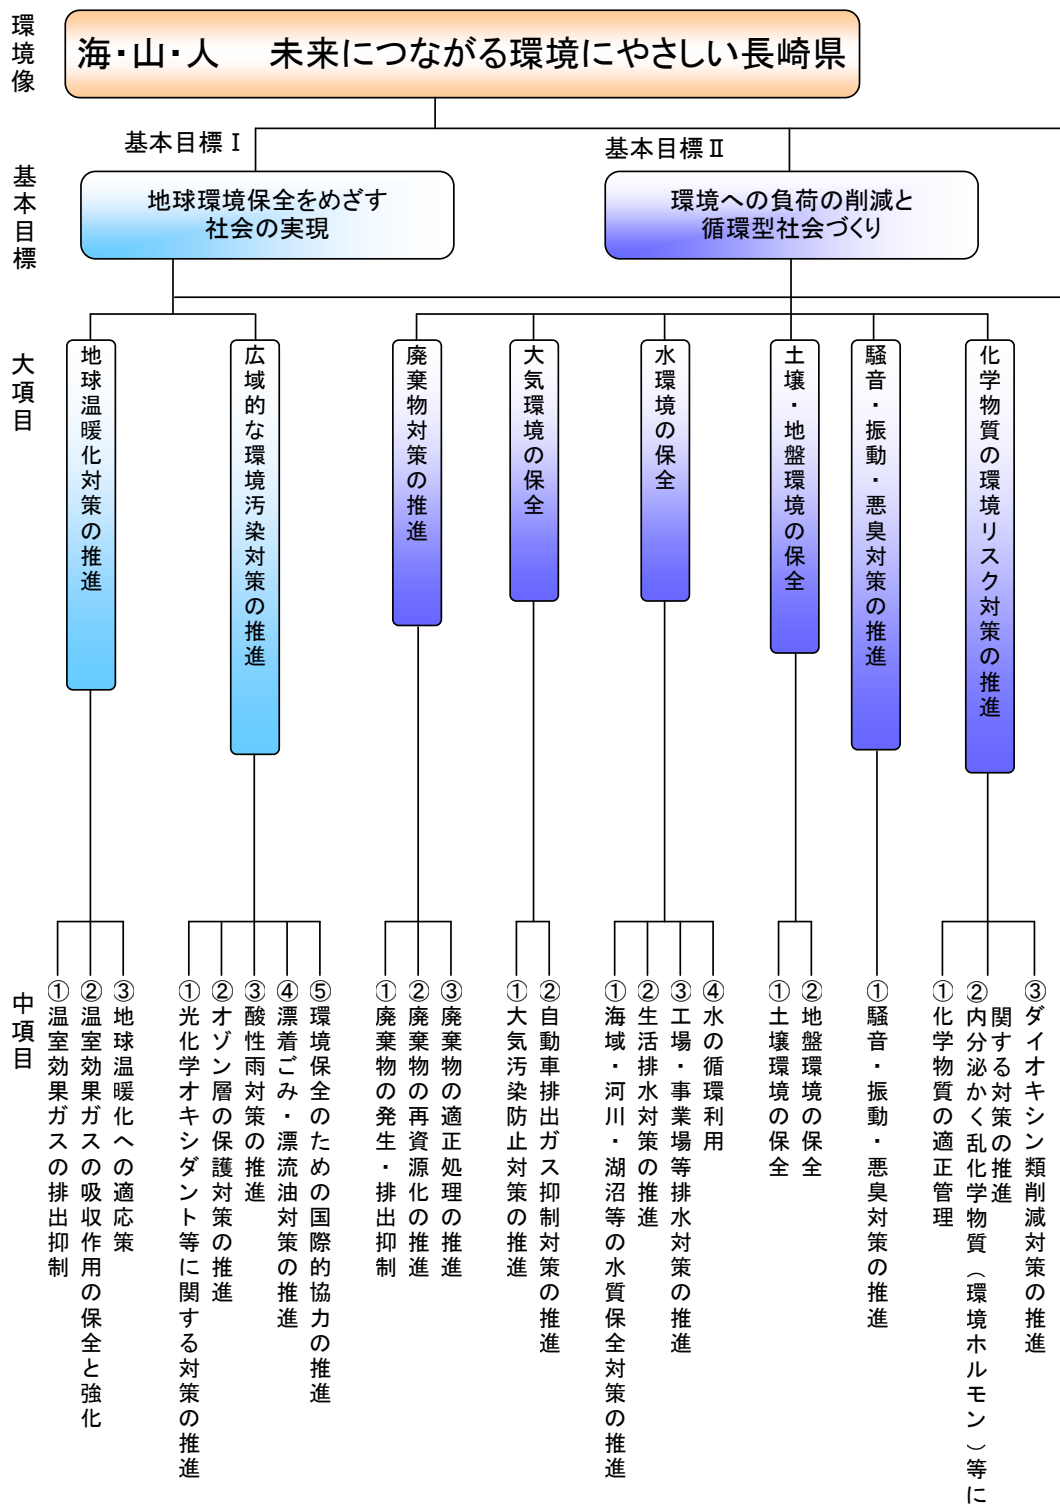 環境像
海・山・人　未来につながる環境にやさしい長崎県
基本目標Ⅰ
基本目標Ⅱ
基本目標
地球環境保全をめざす
社会の実現
環境への負荷の削減と
循環型社会づくり
大項目
地球温暖化対策の推進
広域的な環境汚染対策の推進
廃棄物対策の推進
大気環境の保全
水環境の保全
土壌・地盤環境の保全
騒音・振動・悪臭対策の推進
化学物質の環境リスク対策の推進
中項目
①温室効果ガスの排出抑制
②温室効果ガスの吸収作用の保全と強化
③地球温暖化への適応策
①光化学オキシダント等に関する対策の推進
②オゾン層の保護対策の推進
③酸性雨対策の推進
④漂着ごみ・漂流油対策の推進
⑤環境保全のための国際的協力の推進
①廃棄物の発生・排出抑制
②廃棄物の再資源化の推進
③廃棄物の適正処理の推進
①大気汚染防止対策の推進
②自動車排出ガス抑制対策の推進
①海域・河川・湖沼等の水質保全対策の推進
②生活排水対策の推進
③工場・事業場等排水対策の推進
④水の循環利用
①土壌環境の保全
②地盤環境の保全
①騒音・振動・悪臭対策の推進
①化学物質の適正管理
②内分泌かく乱化学物質（環境ホルモン）等に
関する対策の推進
③ダイオキシン類削減対策の推進